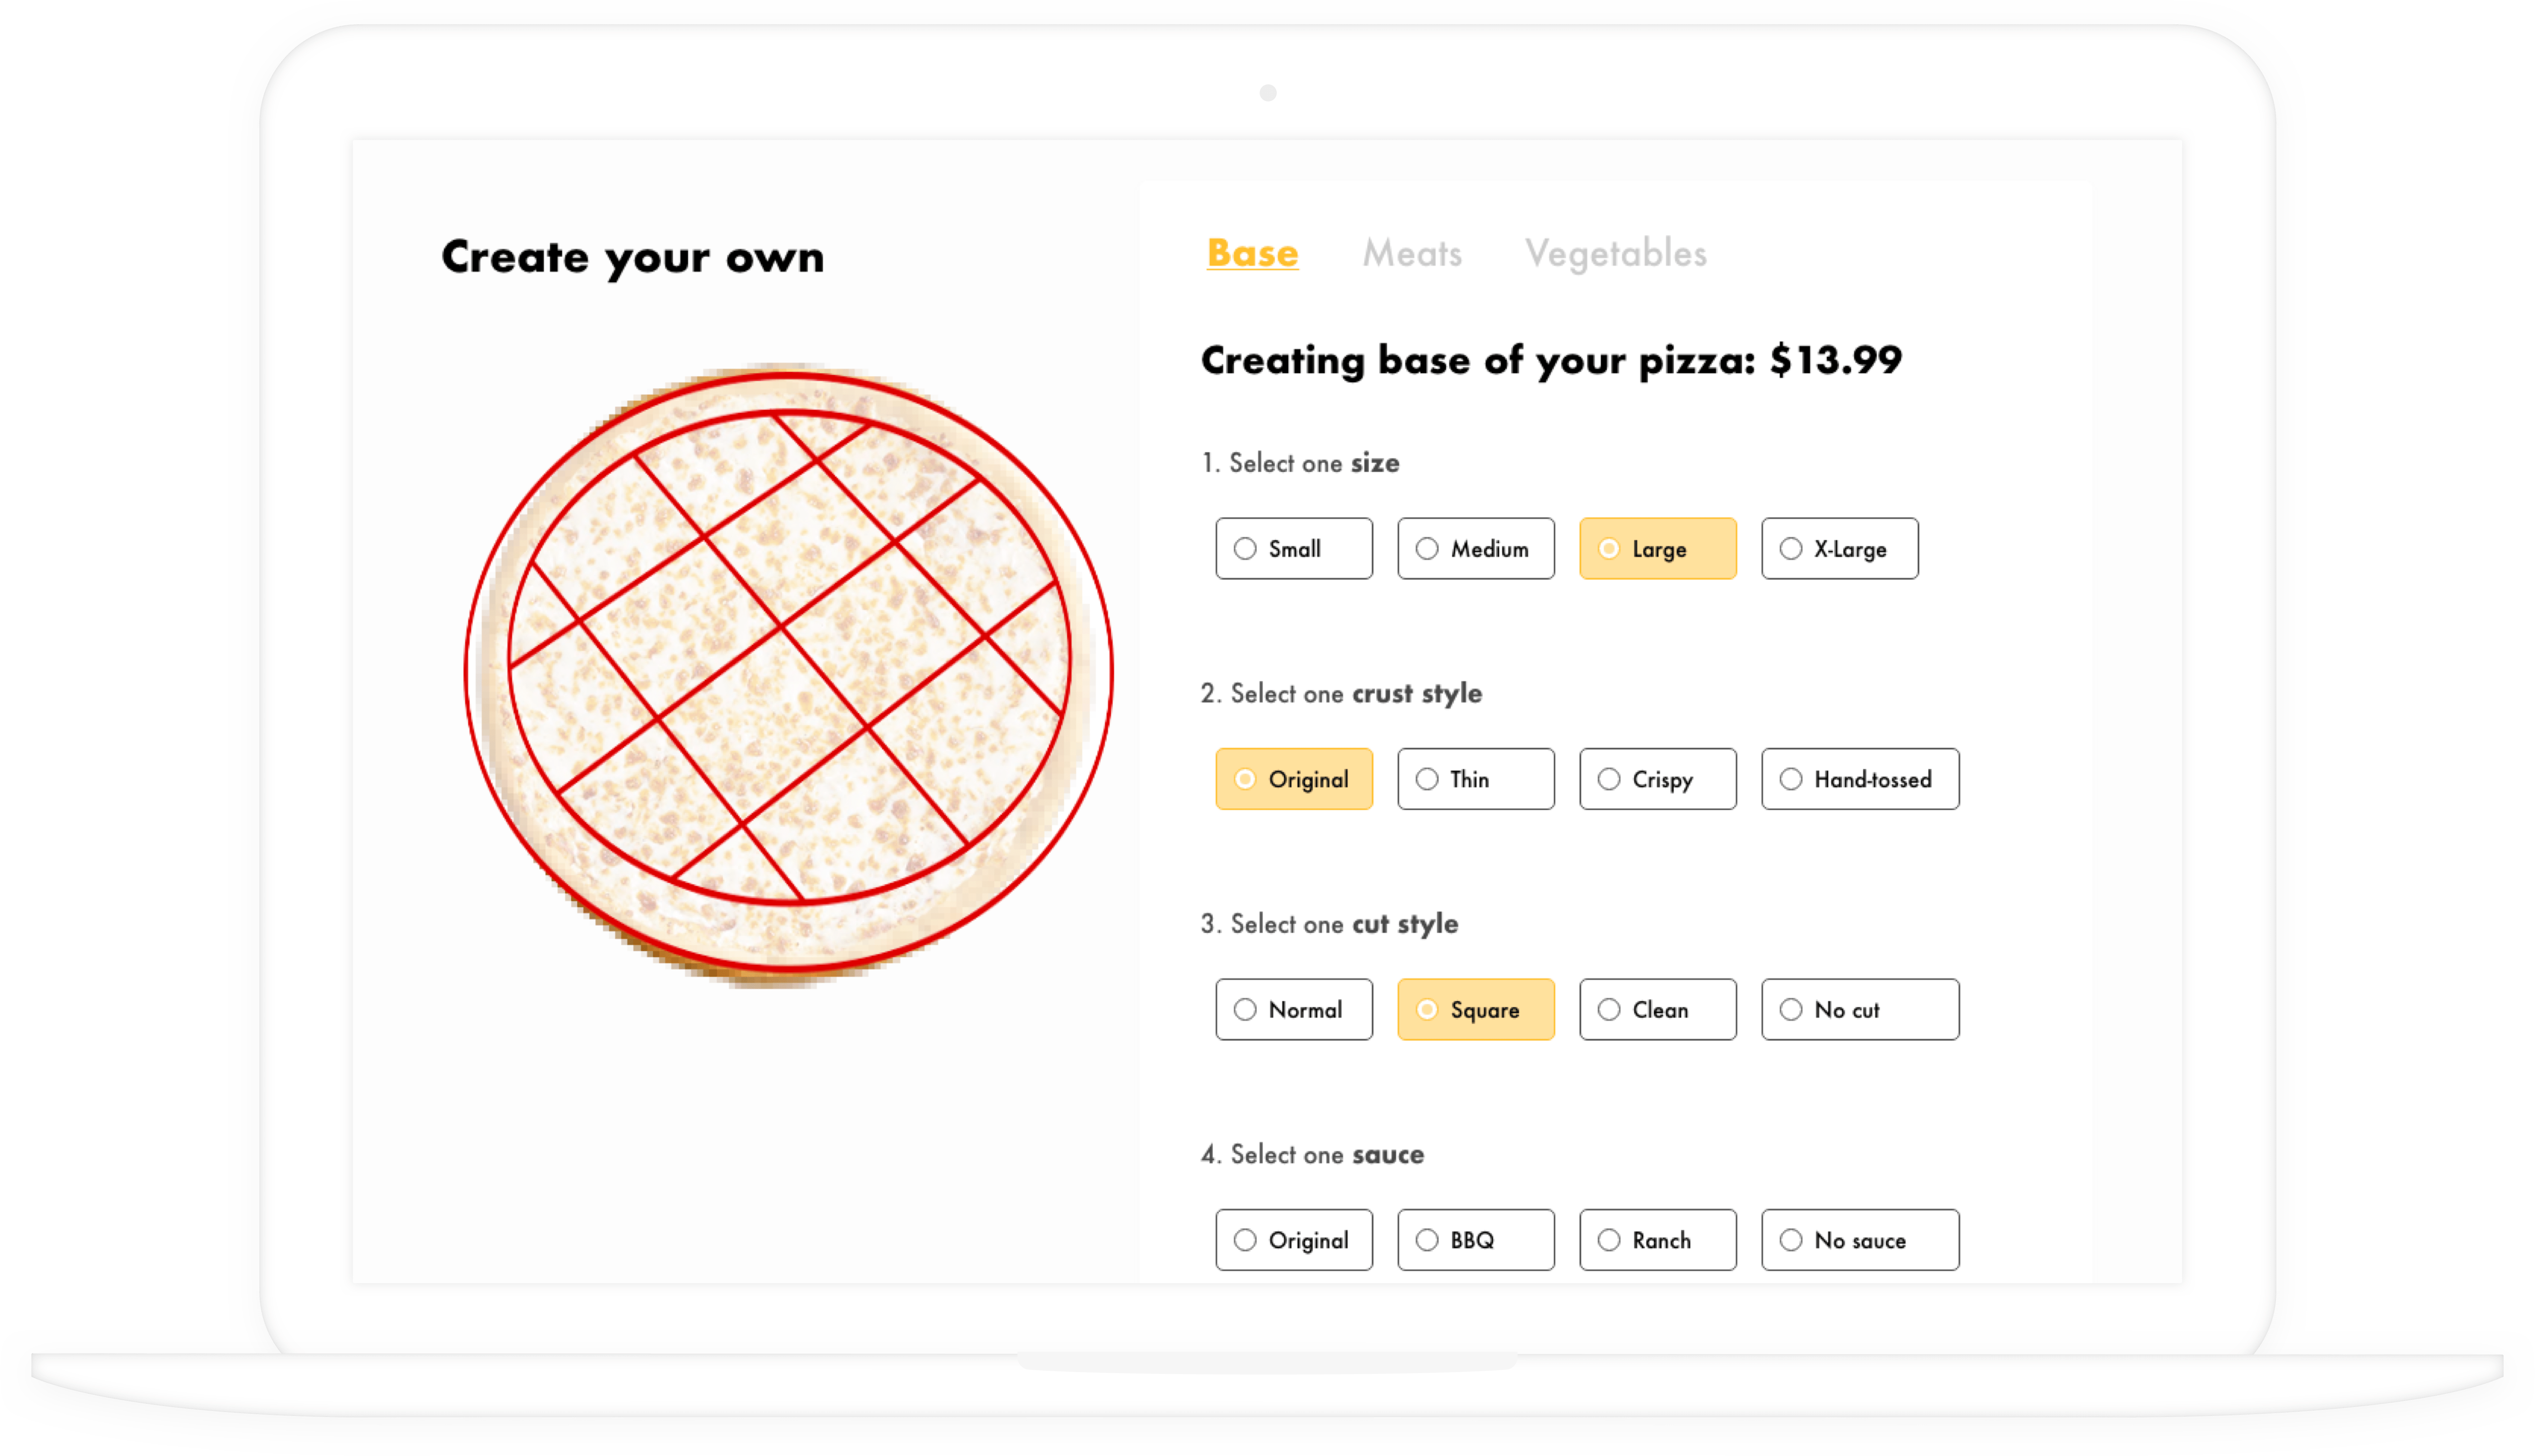 Create your own
Base Meats Vegetables
Creating base of your pizza: $13.99
1. Select one size
Small Medium Large X-Large
2. Select one crust style
Original Thin Crispy Hand-tossed
3. Select one cut style
Normal Square Clean No cut
4. Select one sauce
Original BBQ Ranch No sauce